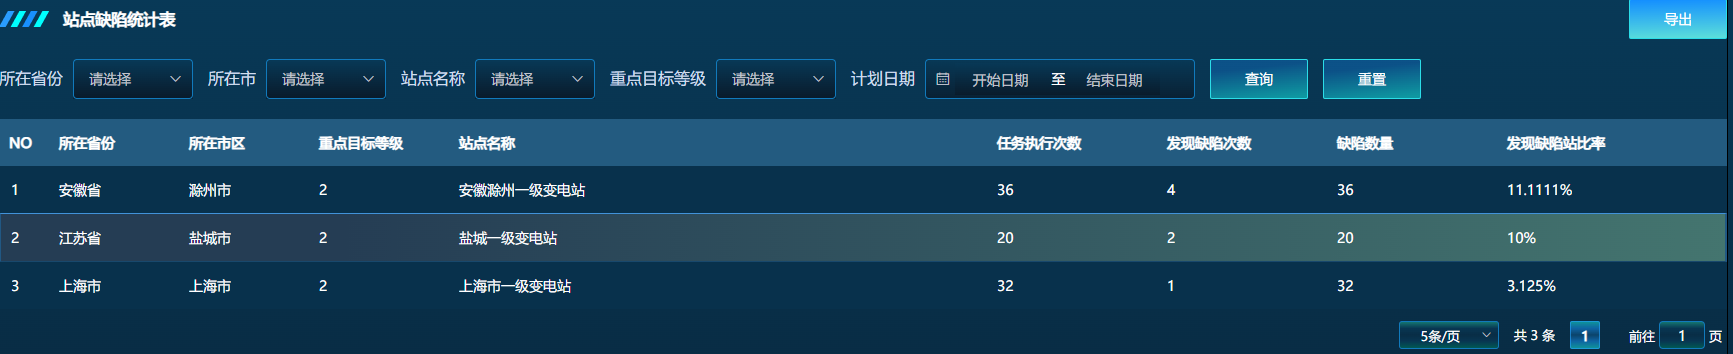 站点缺陷统计表 导出
所在省份 请选择 所在市 请选择 站点名称 请选择 重点目标等级 请选择 计划日期 开始日期 至 结束日期 查询 重置
NO 所在省份 所在市区 重点目标等级 站点名称 任务执行次数 发现缺陷次数 缺陷数量 发现缺陷站比率
1 安徽省 滁州市 2 安徽滁州一级变电站 36 4 36 11.1111%
2 江苏省 盐城市 2 盐城一级变电站 20 2 20 10%
3 上海市 上海市 2 上海市一级变电站 32 1 32 3.125%
5条/页 共 3 条 1 前往 1 页